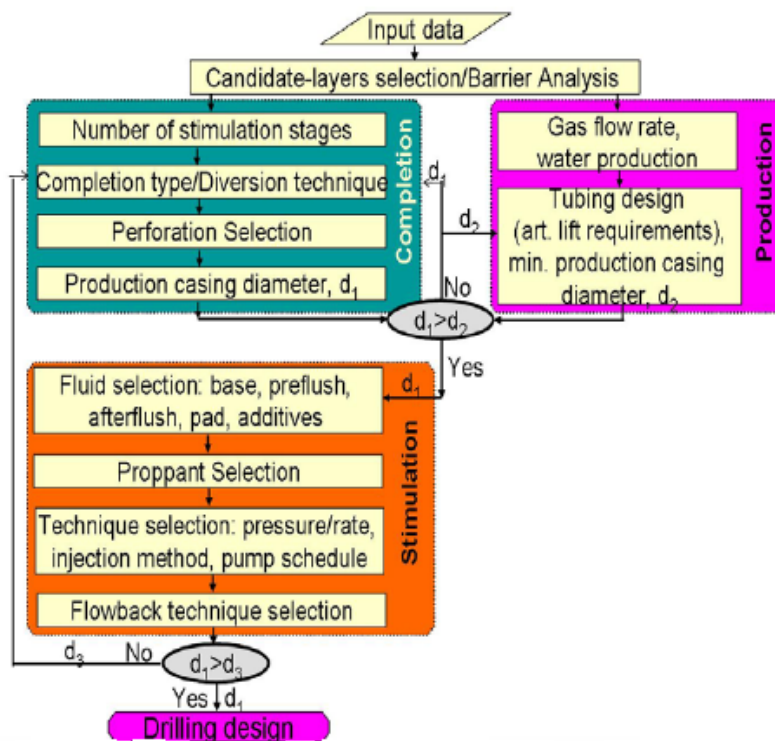 Input data
Candidate-layers selection/Barrier Analysis
Number of stimulation stages
Completion type/Diversion technique
Perforation Selection
Production casing diameter, d1
Completion
d1
d2
No
Gas flow rate,
water production
Tubing design
(art. lift requirements),
min. production casing
diameter, d2
Production
d1>d2
Yes
d1
Fluid selection: base, preflush,
afterflush, pad, additives
Proppant Selection
Technique selection: pressure/rate,
injection method, pump schedule
Flowback technique selection
Stimulation
d3 No
d1>d3
Yes d1
Drilling design